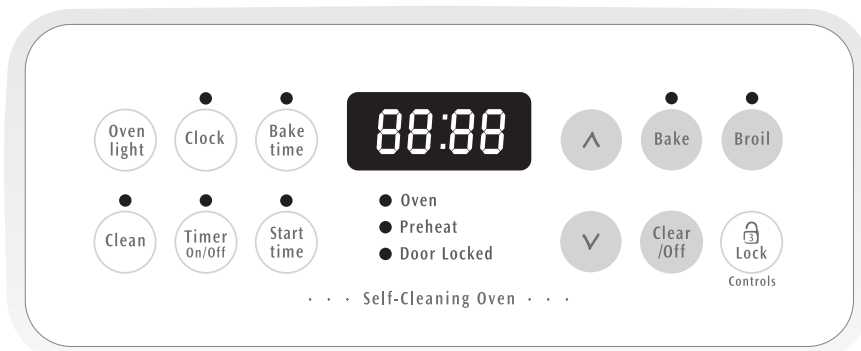 Oven
light
Clock
Bake
time
88:88
Bake
Broil
Clean
Timer
On/Off
Start
time
Oven
Preheat
Door Locked
Clear
/Off
3
Lock
Controls
· · · Self-Cleaning Oven · · ·